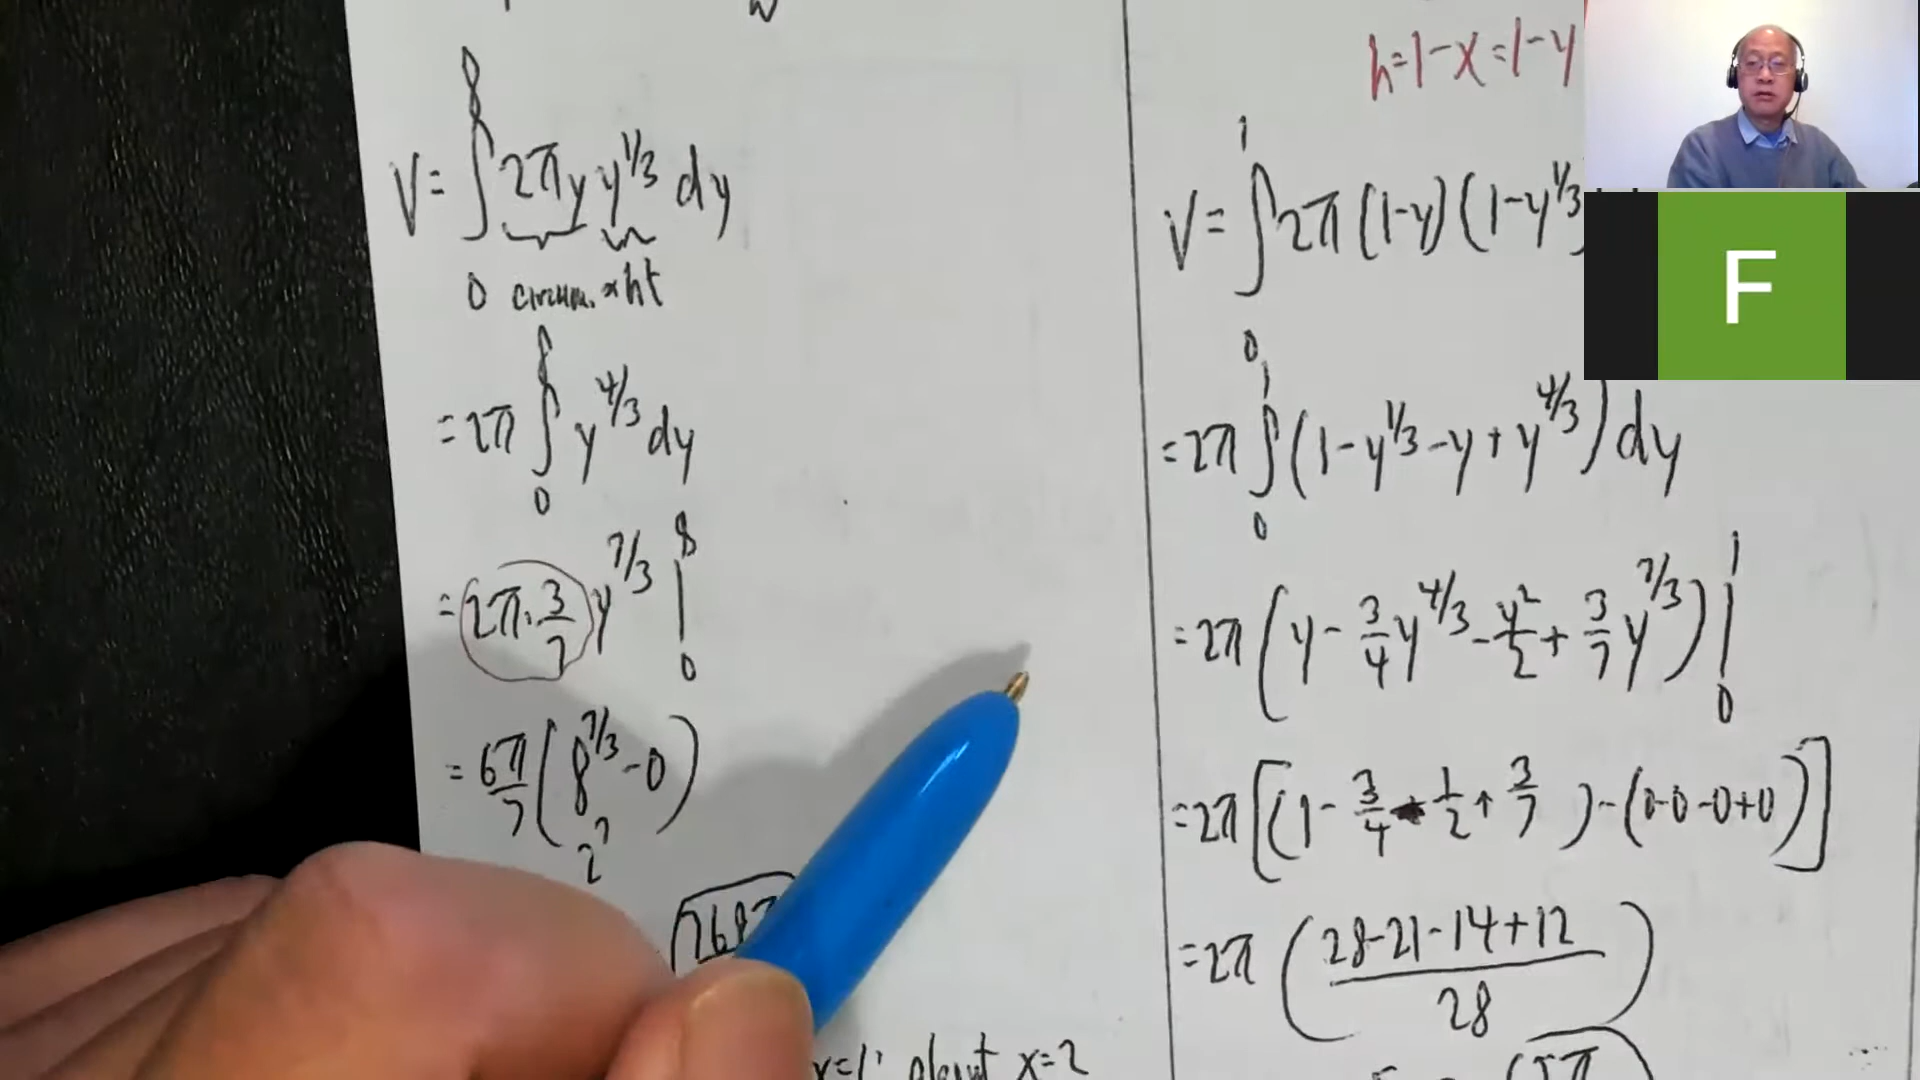 V = ∫₀⁸ 2πy y^{1/3} dy
circum. × ht
= 2π ∫₀⁸ y^{4/3} dy
= 2π · 3/7 y^{7/3} |₀⁸
= 6π/7 (8^{7/3} - 0)
2⁷
768
h = 1 - x = 1 - y
V = ∫₀¹ 2π (1-y) (1 - y^{1/3})
= 2π ∫₀¹ (1 - y^{1/3} - y + y^{4/3}) dy
= 2π (y - 3/4 y^{4/3} - y²/2 + 3/7 y^{7/3}) |₀¹
= 2π [(1 - 3/4 - 1/2 + 3/7) - (0-0-0+0)]
= 2π ((28-21-14+12)/28)
about x=2
F